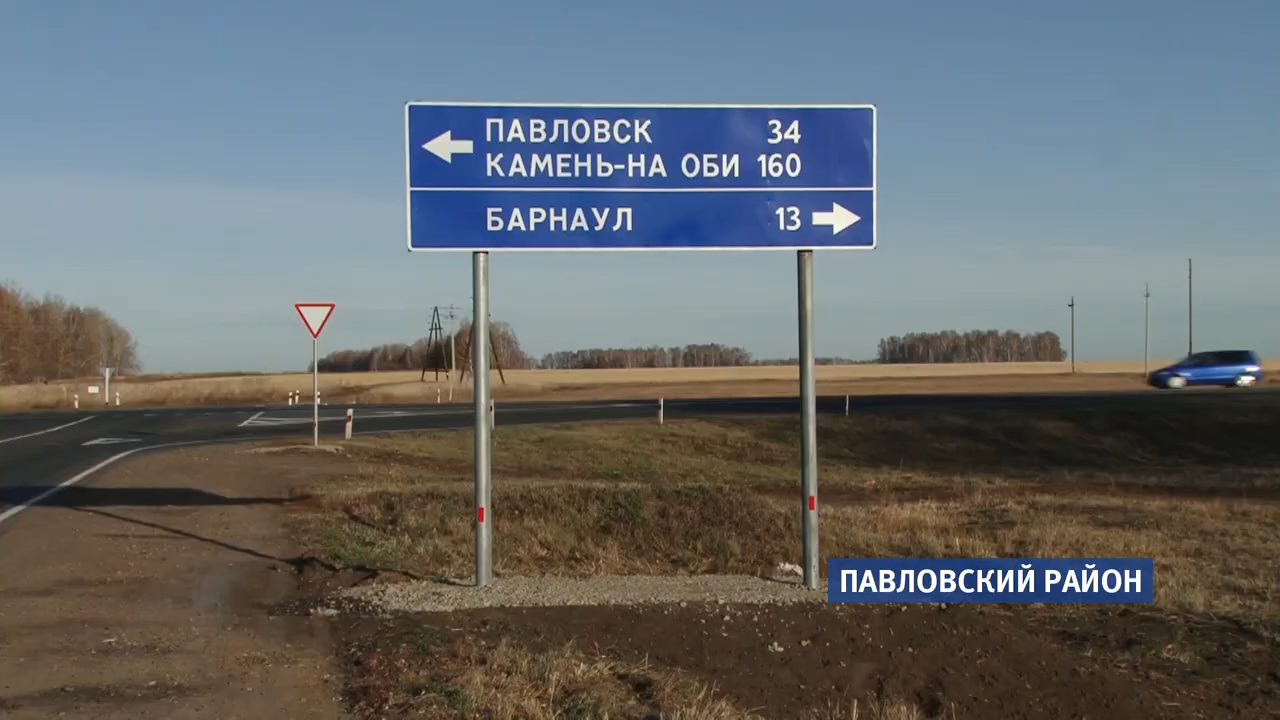 ПАВЛОВСК 34
КАМЕНЬ-НА ОБИ 160
БАРНАУЛ 13
ПАВЛОВСКИЙ РАЙОН